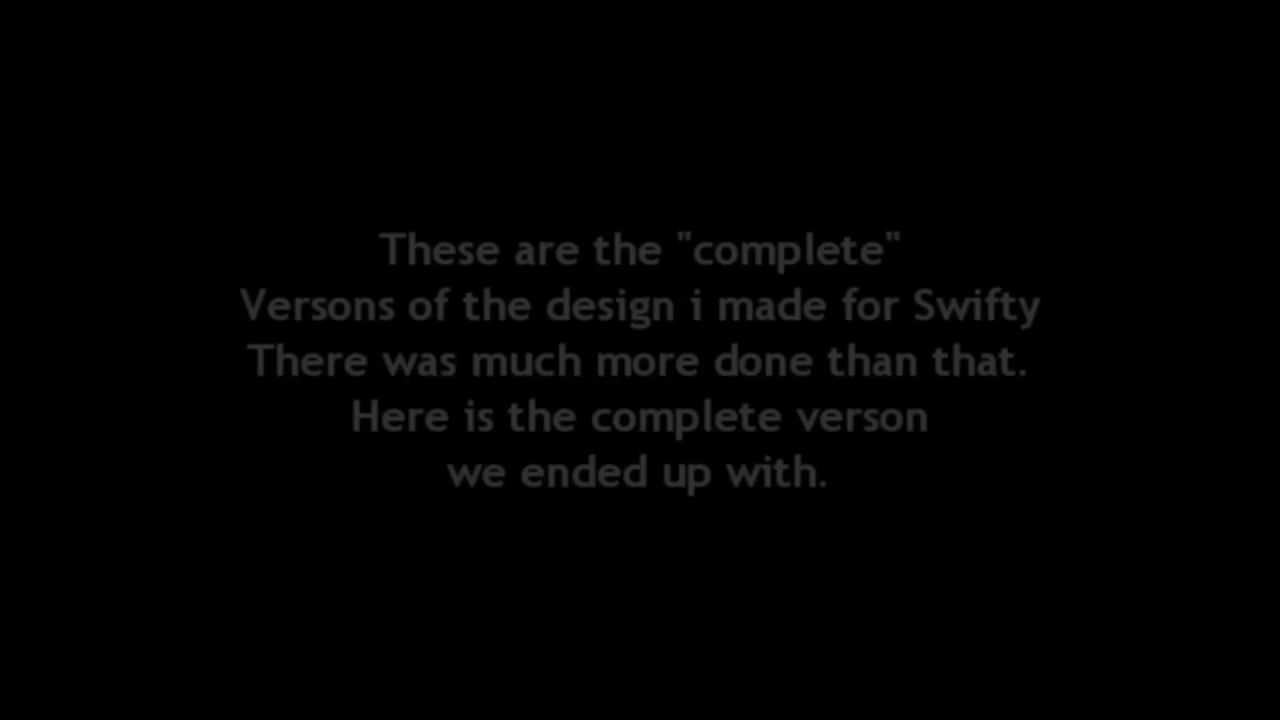 These are the "complete"
Versons of the design i made for Swifty
There was much more done than that.
Here is the complete verson
we ended up with.